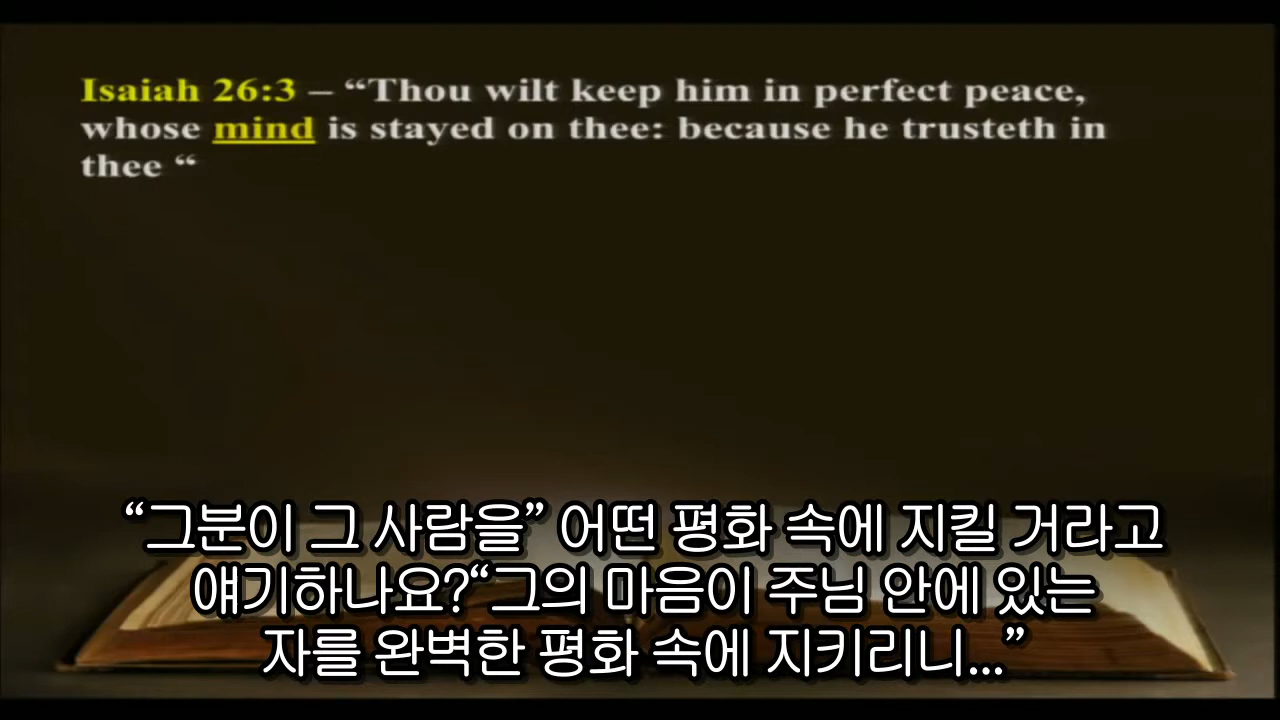 Isaiah 26:3 – “Thou wilt keep him in perfect peace,
whose mind is stayed on thee: because he trusteth in
thee “
“그분이 그 사람을” 어떤 평화 속에 지킬 거라고
얘기하나요?“그의 마음이 주님 안에 있는
자를 완벽한 평화 속에 지키리니...”